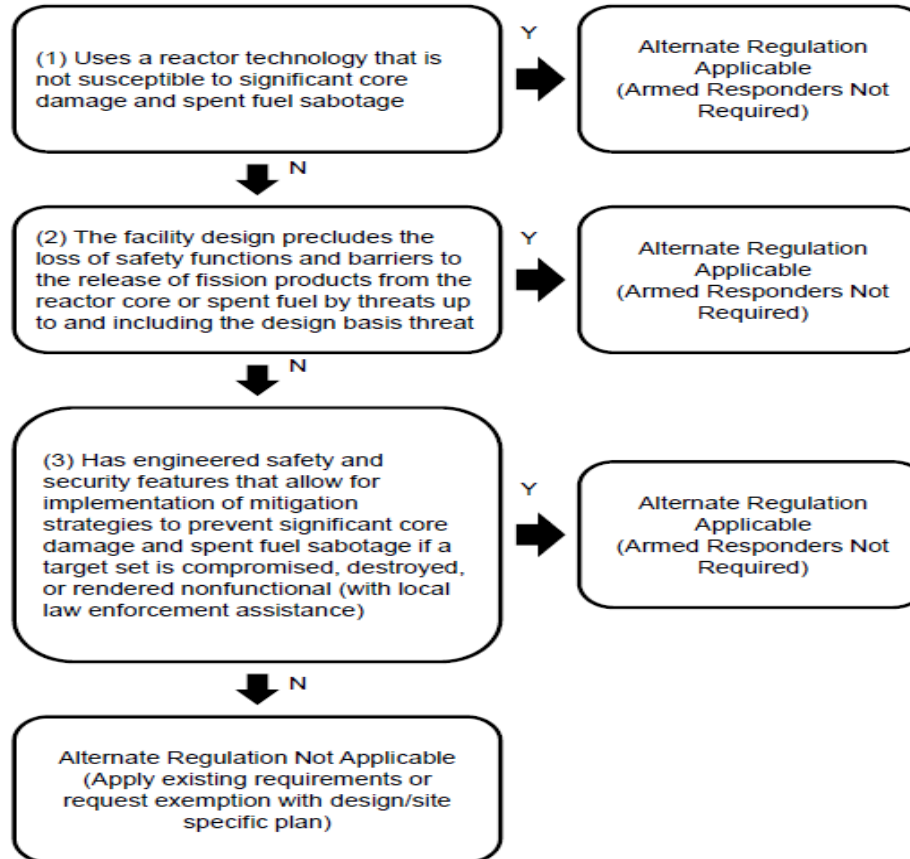 (1) Uses a reactor technology that is
not susceptible to significant core
damage and spent fuel sabotage
Y
Alternate Regulation
Applicable
(Armed Responders Not
Required)
N
(2) The facility design precludes the
loss of safety functions and barriers to
the release of fission products from the
reactor core or spent fuel by threats up
to and including the design basis threat
Y
Alternate Regulation
Applicable
(Armed Responders Not
Required)
N
(3) Has engineered safety and
security features that allow for
implementation of mitigation
strategies to prevent significant core
damage and spent fuel sabotage if a
target set is compromised, destroyed,
or rendered nonfunctional (with local
law enforcement assistance)
Y
Alternate Regulation
Applicable
(Armed Responders Not
Required)
N
Alternate Regulation Not Applicable
(Apply existing requirements or
request exemption with design/site
specific plan)